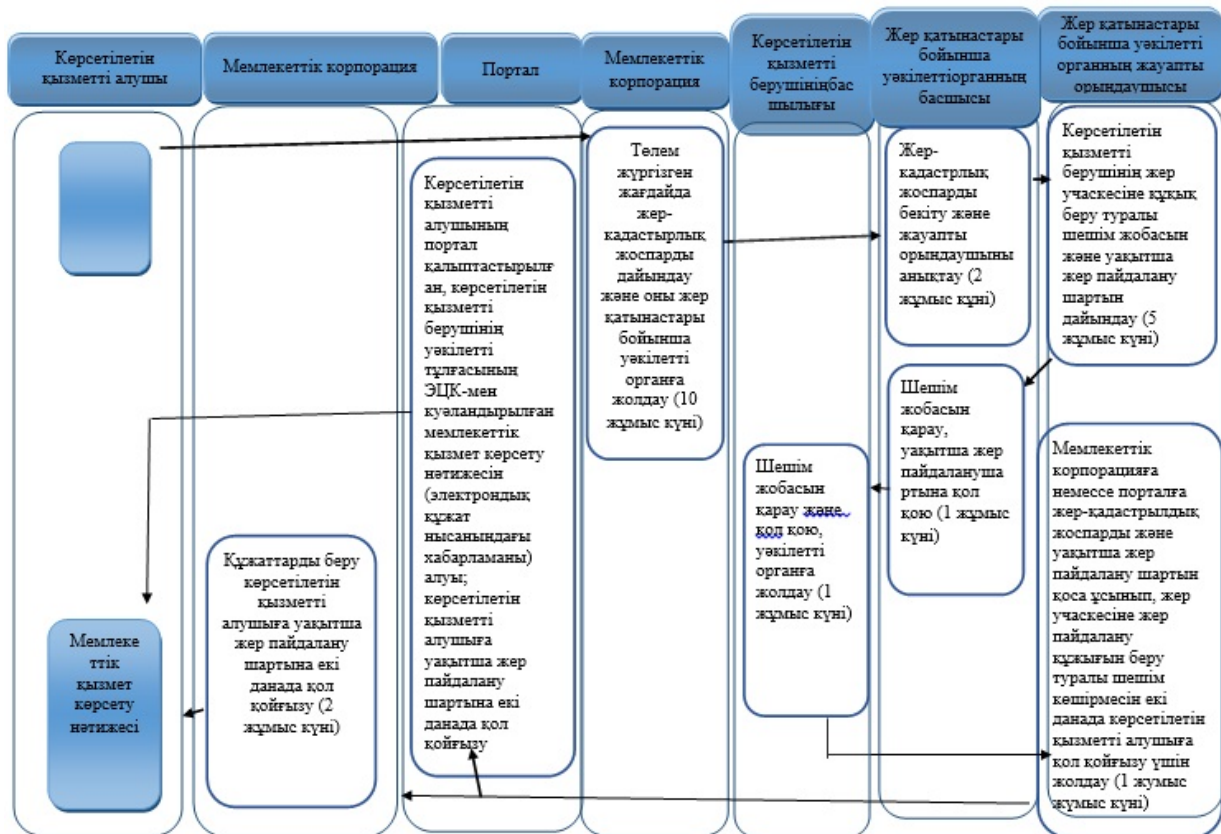 Көрсетілетін
қызметті алушы
Мемлекеттік корпорация
Портал
Мемлекеттік
корпорация
Көрсетілетін
қызметті
берушініңбас
шылығы
Жер қатынастары
бойынша
уәкілеттіорганның
басшысы
Жер қатынастары
бойынша уәкілетті
органның жауапты
орындаушысы
Мемлеке
ттік
қызмет
көрсету
нәтижесі
Құжаттарды беру
көрсетілетін
қызметті
алушыға уақытша
жер пайдалану
шартына екі
данада қол
қойғызу (2
жұмыс күні)
Көрсетілетін
қызметті
алушының
портал
қалыптастырылғ
ан, көрсетілетін
қызметті
берушінің
уәкілетті
тұлғасының
ЭЦК-мен
куәландырылған
мемлекеттік
қызмет көрсету
нәтижесін
(электрондық
құжат
нысанындағы
хабарламаны)
алуы;
көрсетілетін
қызметті
алушыға
уақытша жер
пайдалану
шартына екі
данада қол
қойғызу
Төлем
жүргізген
жағдайда
жер-
кадастырлық
жоспарды
дайындау
және оны жер
қатынастары
бойынша
уәкілетті
органға
жолдау (10
жұмыс күні)
Шешім
жобасын
қарау және
қол қою,
уәкілетті
органға
жолдау (1
жұмыс күні)
Жер-
кадастрлық
жоспарды
бекіту және
жауапты
орындаушыны
анықтау (2
жұмыс күні)
Шешім
жобасын
қарау,
уақытша жер
пайдалануша
ртына қол
қою (1 жұмыс
күні)
Көрсетілетін
қызметті
берушінің жер
учаскесіне құқық
беру туралы
шешім жобасын
және уақытша
жер пайдалану
шартын
дайындау (5
жұмыс күні)
Мемлекеттік
корпорацияға
немессе порталға
жер-қадастрылдық
жоспарды және
уақытша жер
пайдалану шартын
қоса ұсынып, жер
учаскесіне жер
пайдалану
құжығын беру
туралы шешім
көшірмесін екі
данада көрсетілетін
қызметті алушыға
қол қойғызу үшін
жолдау (1 жумыс
жұмыс күні)